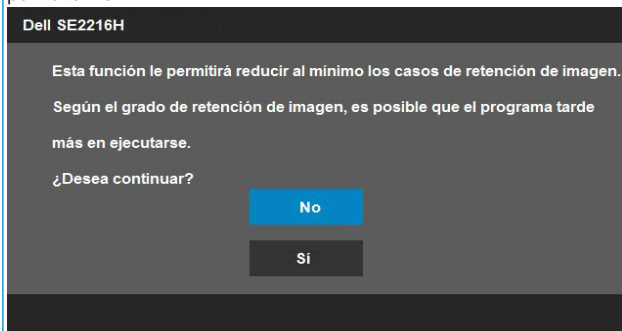 Dell SE2216H
Esta función le permitirá reducir al mínimo los casos de retención de imagen.
Según el grado de retención de imagen, es posible que el programa tarde
más en ejecutarse.
¿Desea continuar?
No
Sí